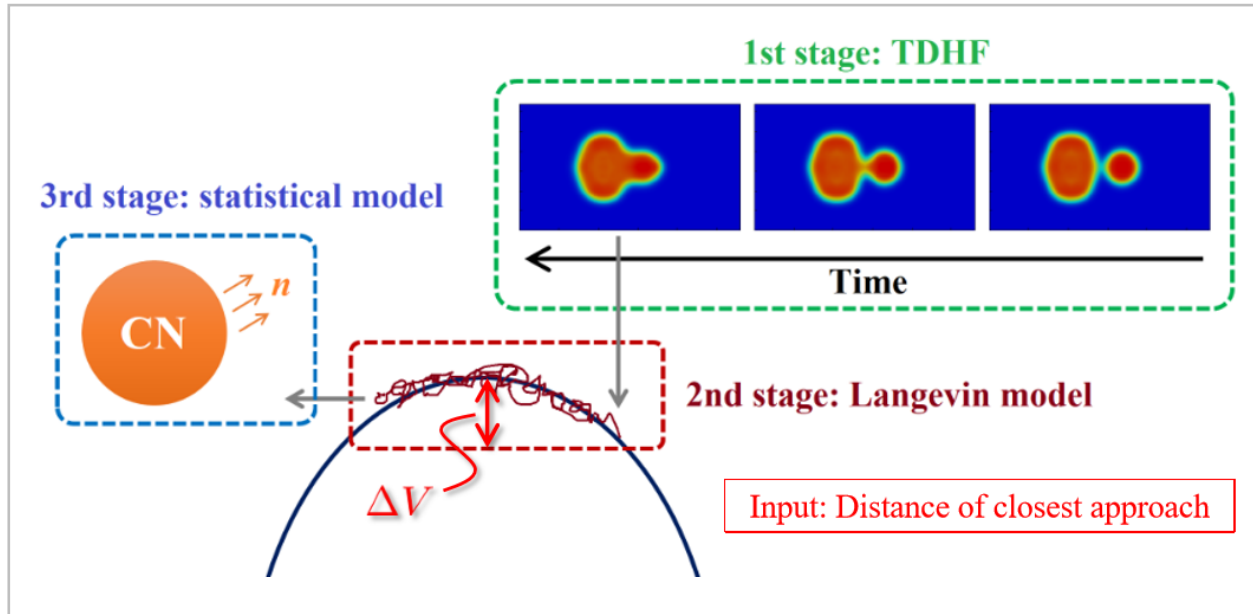 1st stage: TDHF
Time
3rd stage: statistical model
n
CN
2nd stage: Langevin model
ΔV
Input: Distance of closest approach